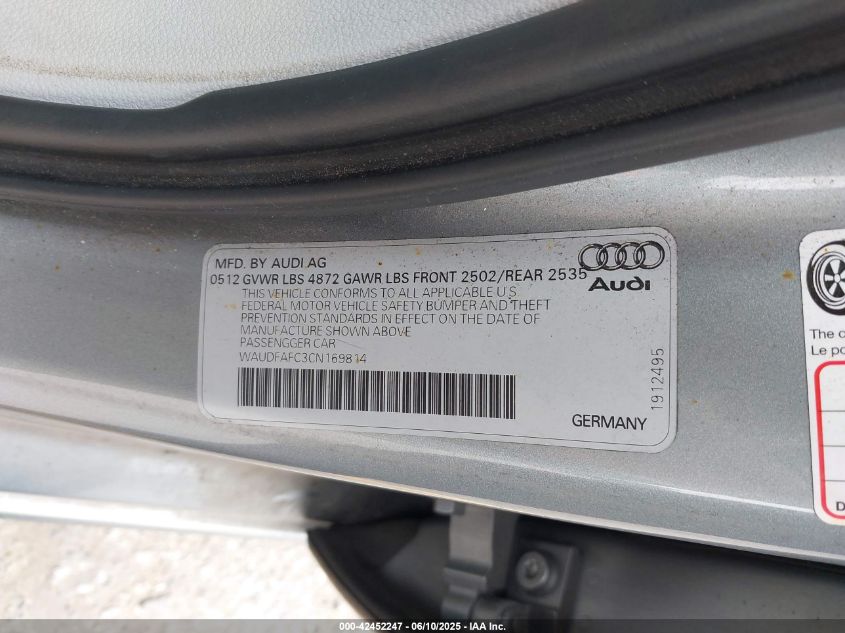 MFD. BY AUDI AG
0512 GVWR LBS 4872 GAWR LBS FRONT 2502/REAR 2535
THIS VEHICLE CONFORMS TO ALL APPLICABLE U.S
FEDERAL MOTOR VEHICLE SAFETY BUMPER AND THEFT
PREVENTION STANDARDS IN EFFECT ON THE DATE OF
MANUFACTURE SHOWN ABOVE
PASSENGGER CAR
WAUDFAFC3CN169814
Audi
1912495
GERMANY
The c
Le po
D
000-42452247 - 06/10/2025 - IAA Inc.